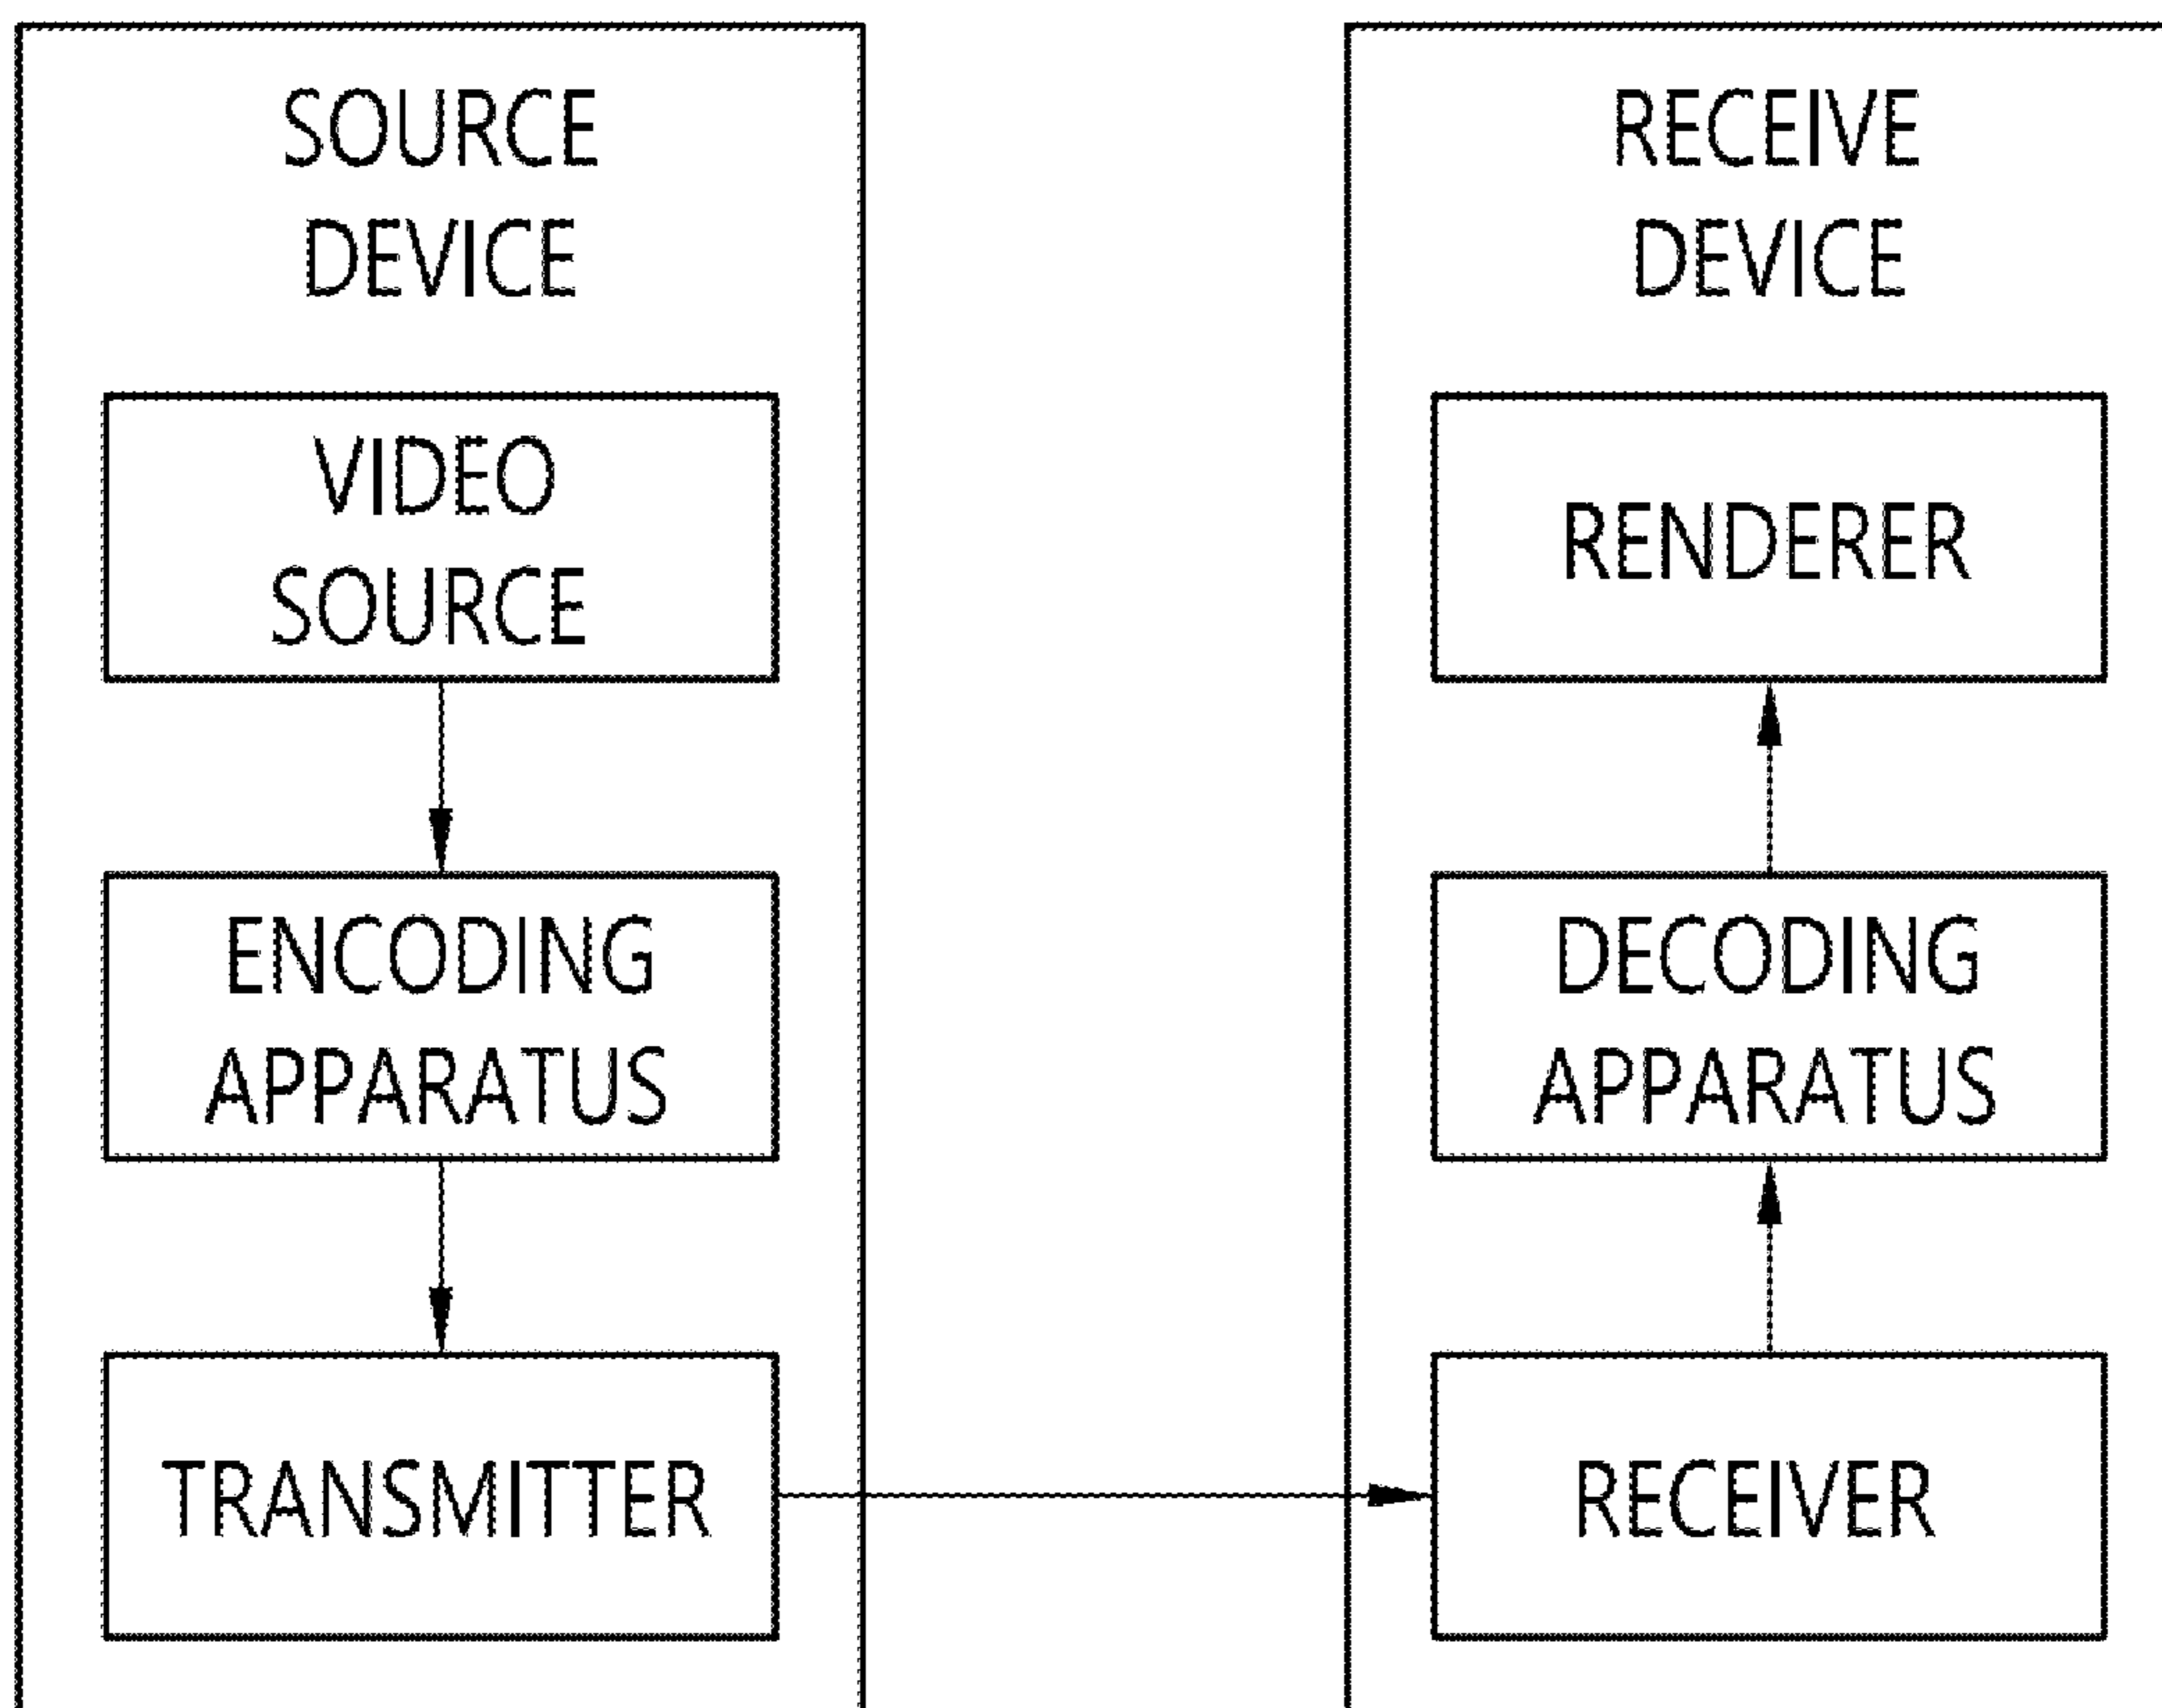 SOURCE
DEVICE
VIDEO
SOURCE
ENCODING
APPARATUS
TRANSMITTER
RECEIVE
DEVICE
RENDERER
DECODING
APPARATUS
RECEIVER